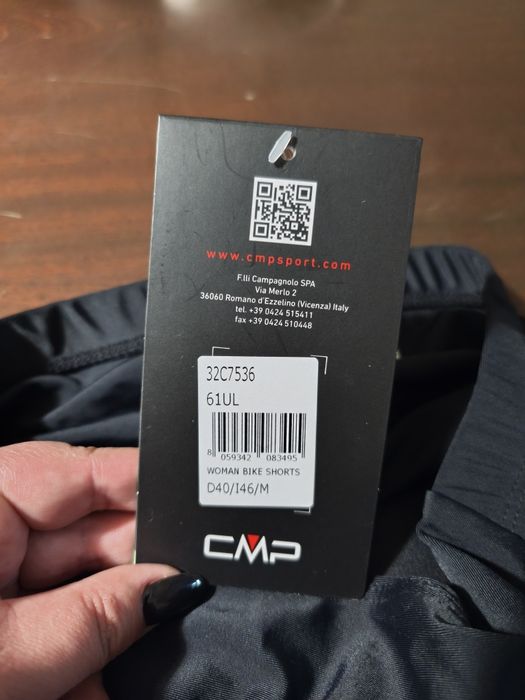 www.cmpsport.com
F.lli Campagnolo SPA
Via Merlo 2
36060 Romano d'Ezzelino (Vicenza) Italy
tel. +39 0424 515411
fax +39 0424 510448
32C7536
61UL
8 059342 083495
WOMAN BIKE SHORTS
D40/I46/M
CMP